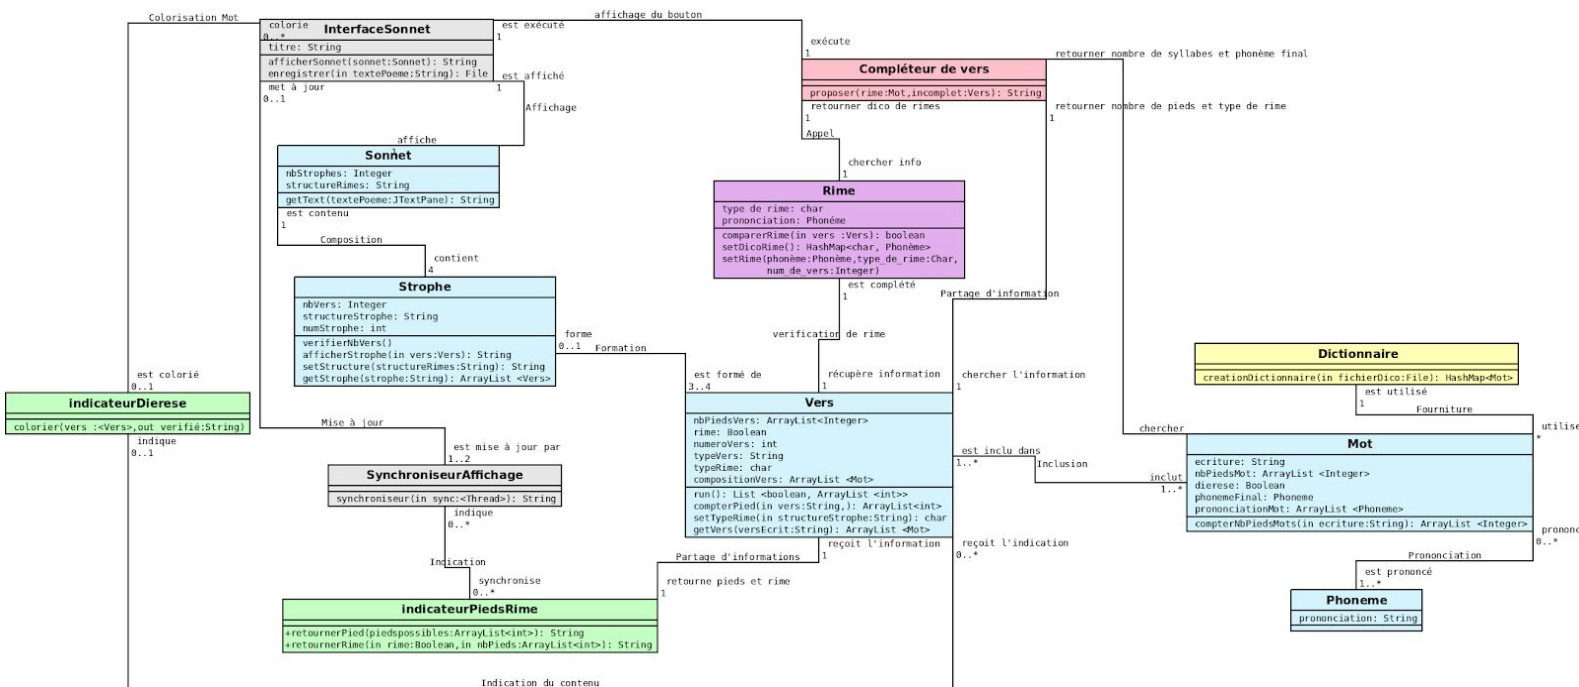 Colorisation Mot
affichage du bouton
colorie
0..*
InterfaceSonnet
titre: String
afficherSonnet(sonnet:Sonnet): String
enregistrer(in textePoeme:String): File
est exécuté
1
exécute
1
retourner nombre de syllabes et phonème final
Compléteur de vers
proposer(rime:Mot,incomplet:Vers): String
met à jour
0..1
est affiché
1
Affichage
retourner dico de rimes
1
retourner nombre de pieds et type de rime
1
Appel
affiche
1
Sonnet
nbStrophes: Integer
structureRimes: String
getText(textePoeme:JTextPane): String
chercher info
1
Rime
type de rime: char
prononciation: Phonéme
comparerRime(in vers :Vers): boolean
setDicoRime(): HashMap<char, Phonème>
setRime(phonème:Phonème,type_de_rime:Char,
num_de_vers:Integer)
est contenu
1
Composition
contient
4
Strophe
nbVers: Integer
structureStrophe: String
numStrophe: int
verifierNbVers()
afficherStrophe(in vers:Vers): String
setStructure(structureRimes:String): String
getStrophe(strophe:String): ArrayList <Vers>
est complété
1
Partage d'information
forme
0..1
Formation
verification de rime
est colorié
0..1
est formé de
3..4
récupère information
1
chercher l'information
1
Dictionnaire
creationDictionnaire(in fichierDico:File): HashMap<Mot>
est utilisé
1
Fourniture
indicateurDierese
colorier(vers :<Vers>,out verifié:String)
indique
0..1
Vers
nbPiedsVers: ArrayList<Integer>
rime: Boolean
numeroVers: int
typeVers: String
typeRime: char
compositionVers: ArrayList <Mot>
run(): List <boolean, ArrayList <int>>
compterPied(in vers:String,): ArrayList<int>
setTypeRime(in structureStrophe:String): char
getVers(versEcrit:String): ArrayList <Mot>
Mise à jour
est mise à jour par
1..2
SynchroniseurAffichage
synchroniser(in sync:<Thread>): String
indique
0..*
chercher
utilise
*
est inclu dans
1..*
Inclusion
inclut
1..*
Mot
ecriture: String
nbPiedsMot: ArrayList <Integer>
dierese: Boolean
phonemeFinal: Phoneme
prononciationMot: ArrayList <Phoneme>
compterNbPiedsMots(in ecriture:String): ArrayList <Integer>
pronon
0..*
Prononciation
reçoit l'information
1
reçoit l'indication
0..*
Partage d'informations
Indication
synchronise
0..*
retourne pieds et rime
1
est prononcé
1..*
Phoneme
prononciation: String
indicateurPiedsRime
+retournerPied(piedspossibles:ArrayList<int>): String
+retournerRime(in rime:Boolean,in nbPieds:ArrayList<int>): String
Indication du contenu